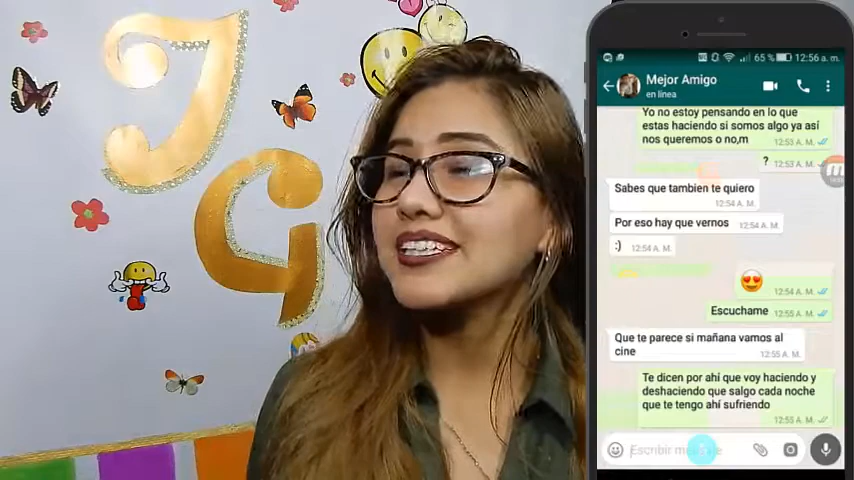 J
G
65 % 12:56 a. m.
Mejor Amigo
en línea
Yo no estoy pensando en lo que
estas haciendo si somos algo ya así
nos queremos o no,m
12:53 A. M.
? 12:53 A. M.
Sabes que tambien te quiero
12:54 A. M.
Por eso hay que vernos 12:54 A. M.
:) 12:54 A. M.
12:54 A. M.
Escuchame 12:55 A. M.
Que te parece si mañana vamos al
cine 12:55 A. M.
Te dicen por ahí que voy haciendo y
deshaciendo que salgo cada noche
que te tengo ahí sufriendo
12:55 A. M.